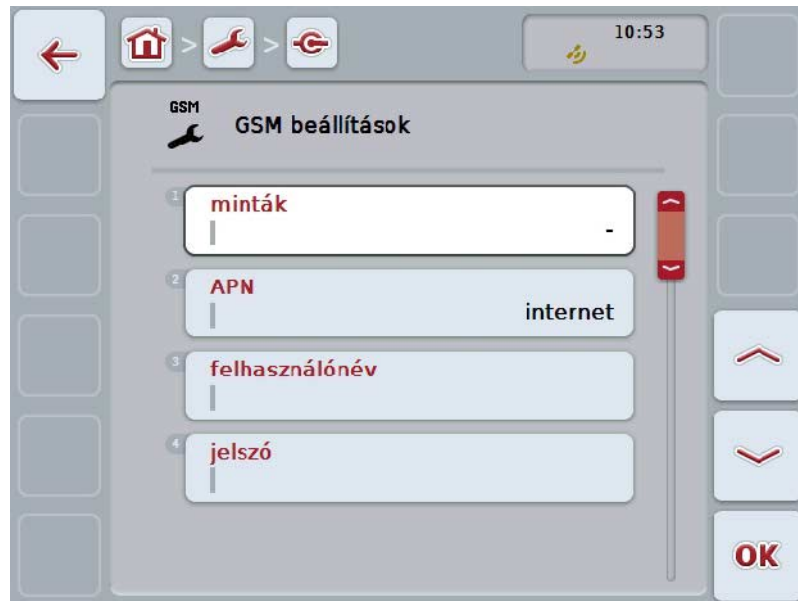 10:53
GSM
GSM beállítások
1
minták
-
2
APN
internet
3
felhasználónév
4
jelszó
OK